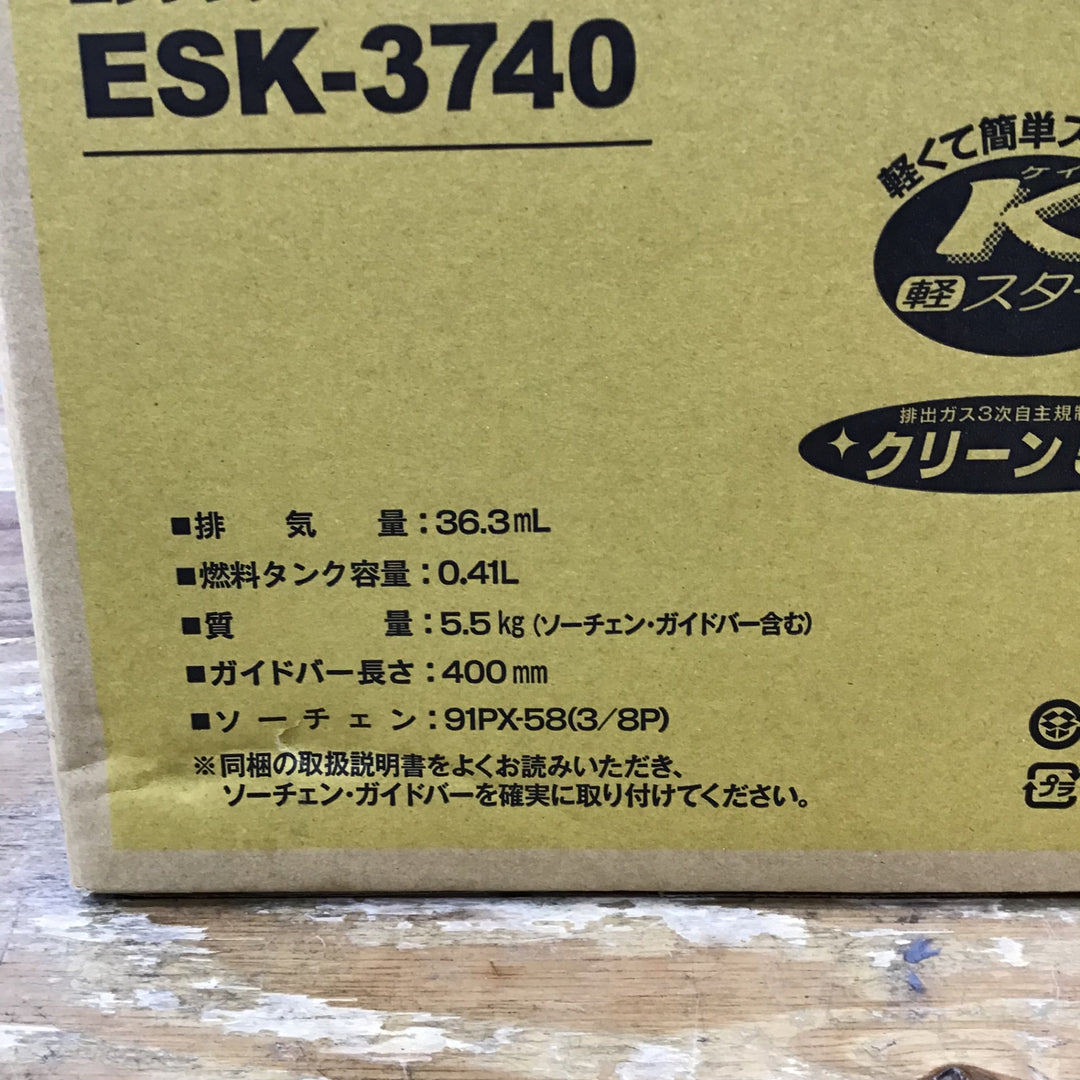 ESK-3740
軽くて簡単ス
ケイ
K
軽スター
排出ガス3次自主規制
クリーン
■排気量：36.3mL
■燃料タンク容量：0.41L
■質量：5.5kg（ソーチェン・ガイドバー含む）
■ガイドバー長さ：400mm
■ソーチェン：91PX-58(3/8P)
※同梱の取扱説明書をよくお読みいただき、
ソーチェン・ガイドバーを確実に取り付けてください。
プラ